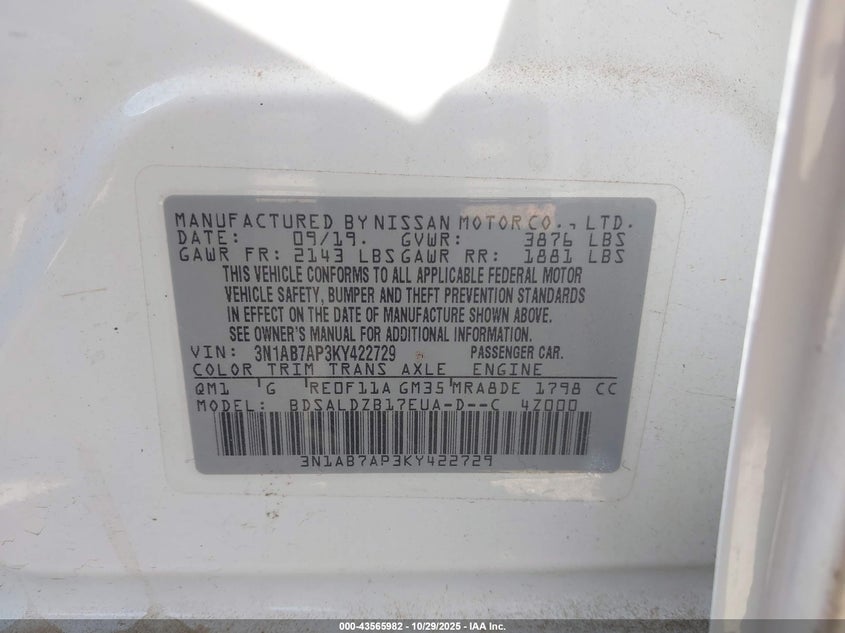 MANUFACTURED BY NISSAN MOTOR CO., LTD.
DATE: 09/19. GVWR: 3876 LBS
GAWR FR: 2143 LBS GAWR RR: 1881 LBS
THIS VEHICLE CONFORMS TO ALL APPLICABLE FEDERAL MOTOR
VEHICLE SAFETY, BUMPER AND THEFT PREVENTION STANDARDS
IN EFFECT ON THE DATE OF MANUFACTURE SHOWN ABOVE.
SEE OWNER'S MANUAL FOR ADDITIONAL INFORMATION.
VIN: 3N1AB7AP3KY422729 PASSENGER CAR.
COLOR TRIM TRANS AXLE ENGINE
QM1 G RE0F11A GM35 MRA8DE 1798 CC
MODEL: BDSALDZB17EUA-D--C 4Z000
3N1AB7AP3KY422729
000-43565982 - 10/29/2025 - IAA Inc.